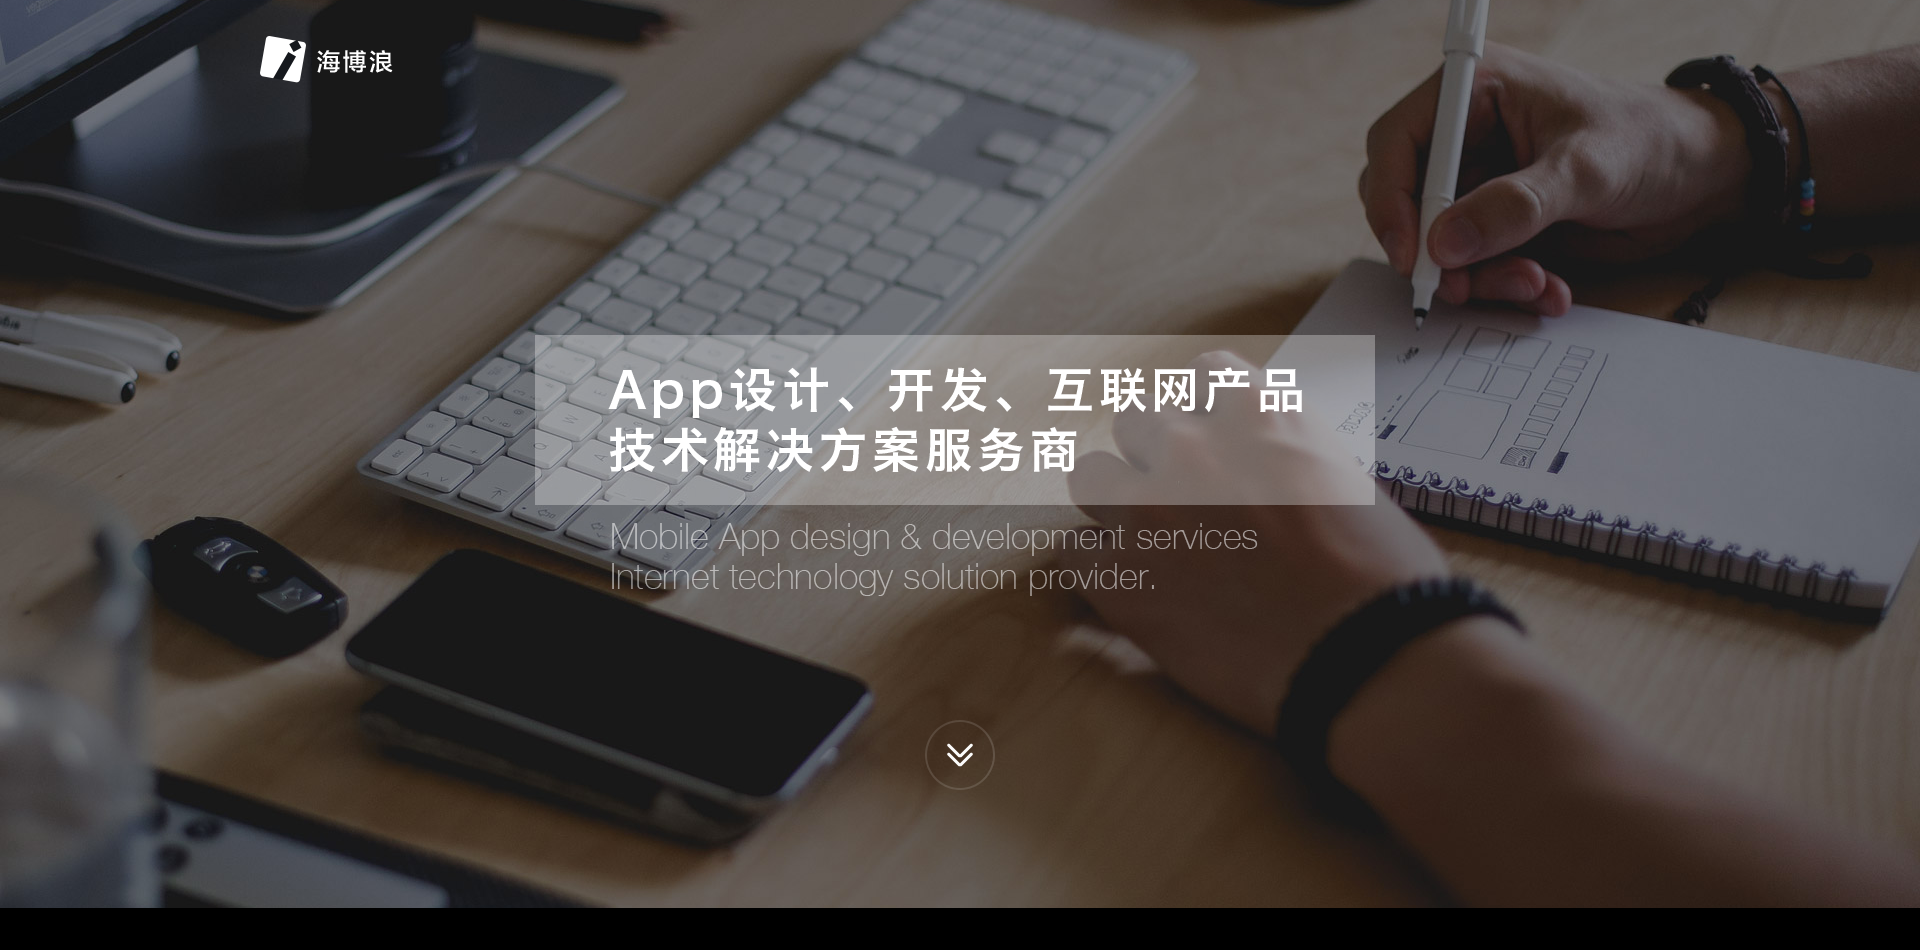 海博浪
App设计、开发、互联网产品
技术解决方案服务商
Mobile App design & development services
Internet technology solution provider.